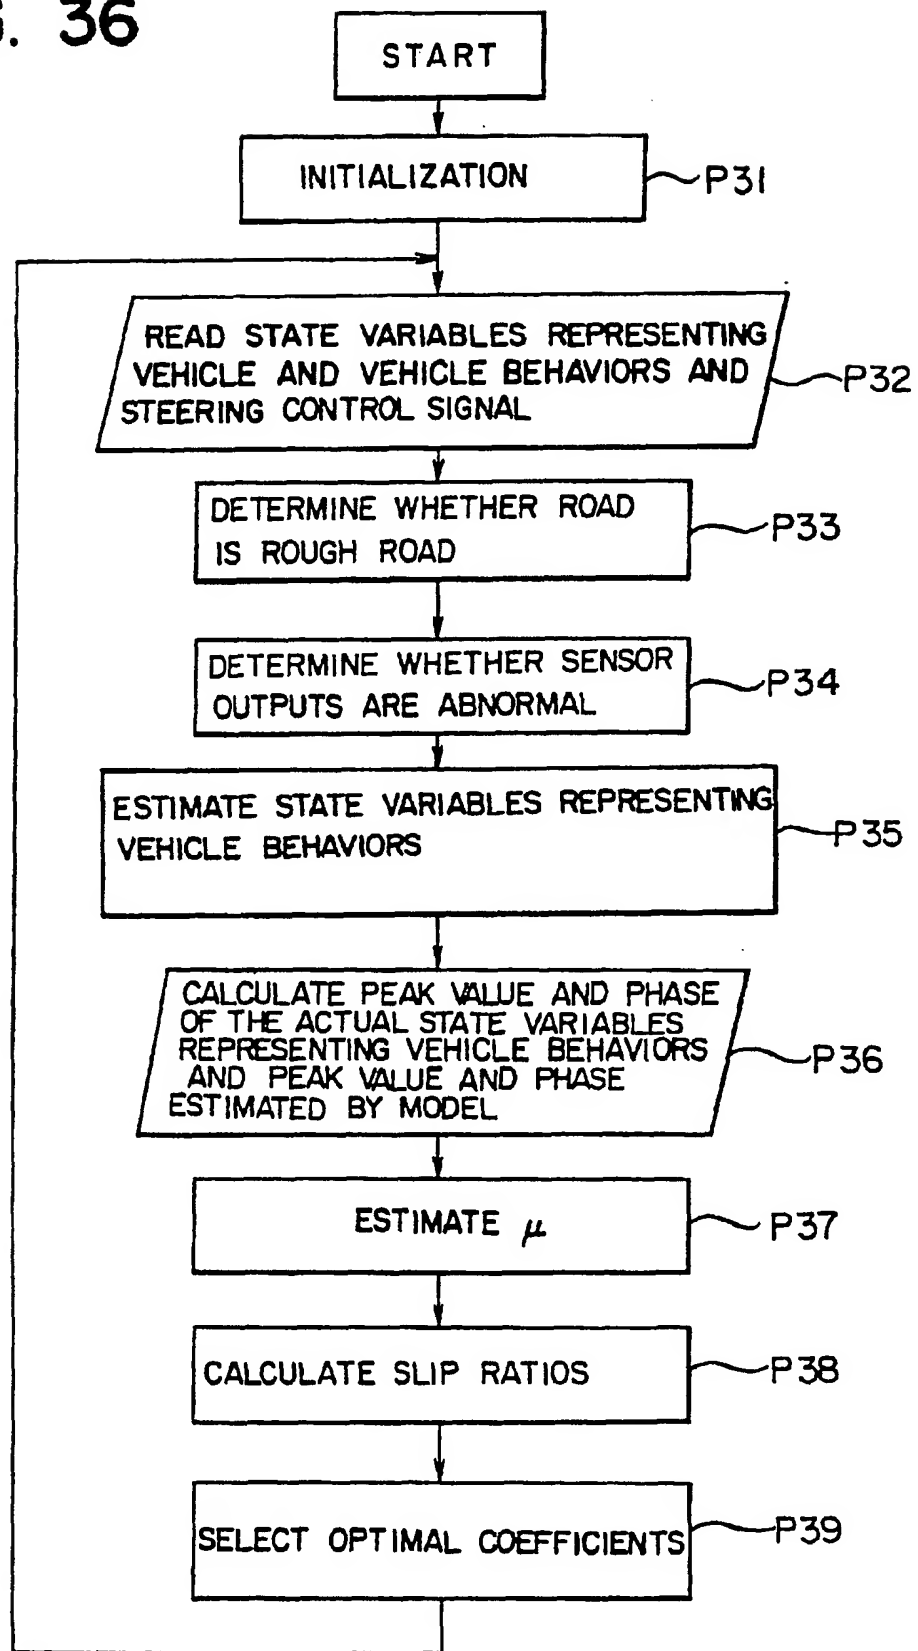 G. 36
START
INITIALIZATION
P31
READ STATE VARIABLES REPRESENTING
VEHICLE AND VEHICLE BEHAVIORS AND
STEERING CONTROL SIGNAL
P32
DETERMINE WHETHER ROAD
IS ROUGH ROAD
P33
DETERMINE WHETHER SENSOR
OUTPUTS ARE ABNORMAL
P34
ESTIMATE STATE VARIABLES REPRESENTING
VEHICLE BEHAVIORS
P35
CALCULATE PEAK VALUE AND PHASE
OF THE ACTUAL STATE VARIABLES
REPRESENTING VEHICLE BEHAVIORS
AND PEAK VALUE AND PHASE
ESTIMATED BY MODEL
P36
ESTIMATE μ
P37
CALCULATE SLIP RATIOS
P38
SELECT OPTIMAL COEFFICIENTS
P39